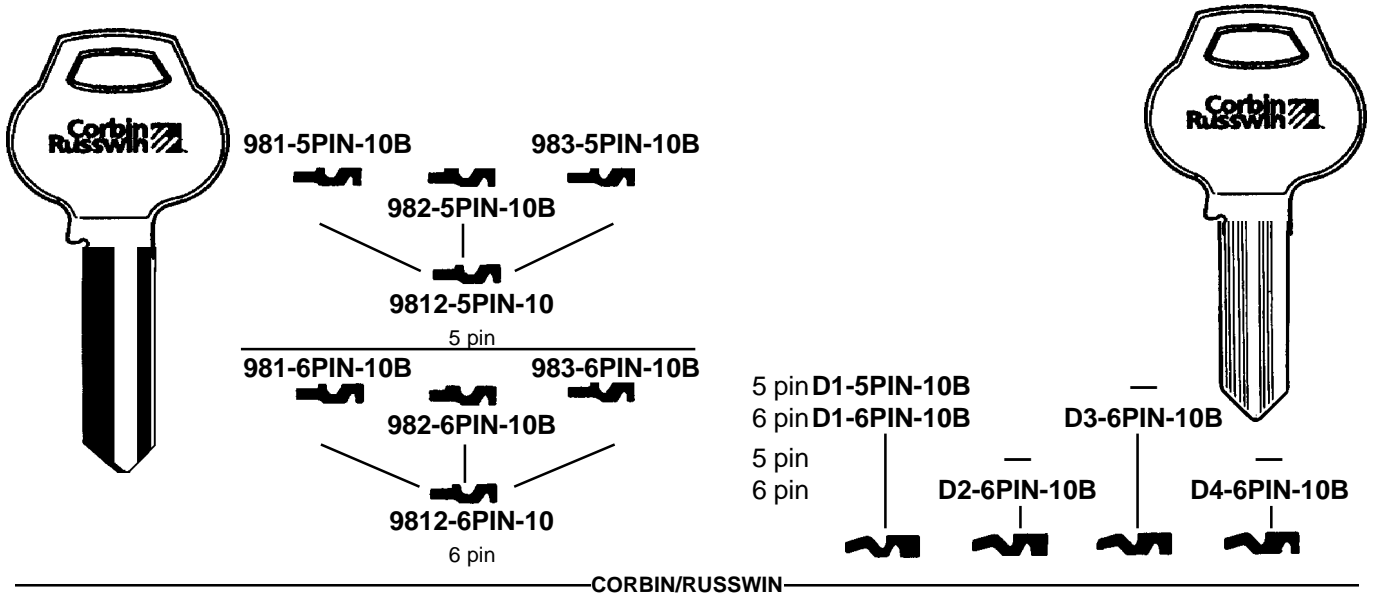 Corbin
Russwin
981-5PIN-10B 983-5PIN-10B
982-5PIN-10B
9812-5PIN-10
5 pin
981-6PIN-10B 983-6PIN-10B
982-6PIN-10B
9812-6PIN-10
6 pin
Corbin
Russwin
5 pin D1-5PIN-10B —
6 pin D1-6PIN-10B D3-6PIN-10B
5 pin — —
6 pin D2-6PIN-10B D4-6PIN-10B
CORBIN/RUSSWIN